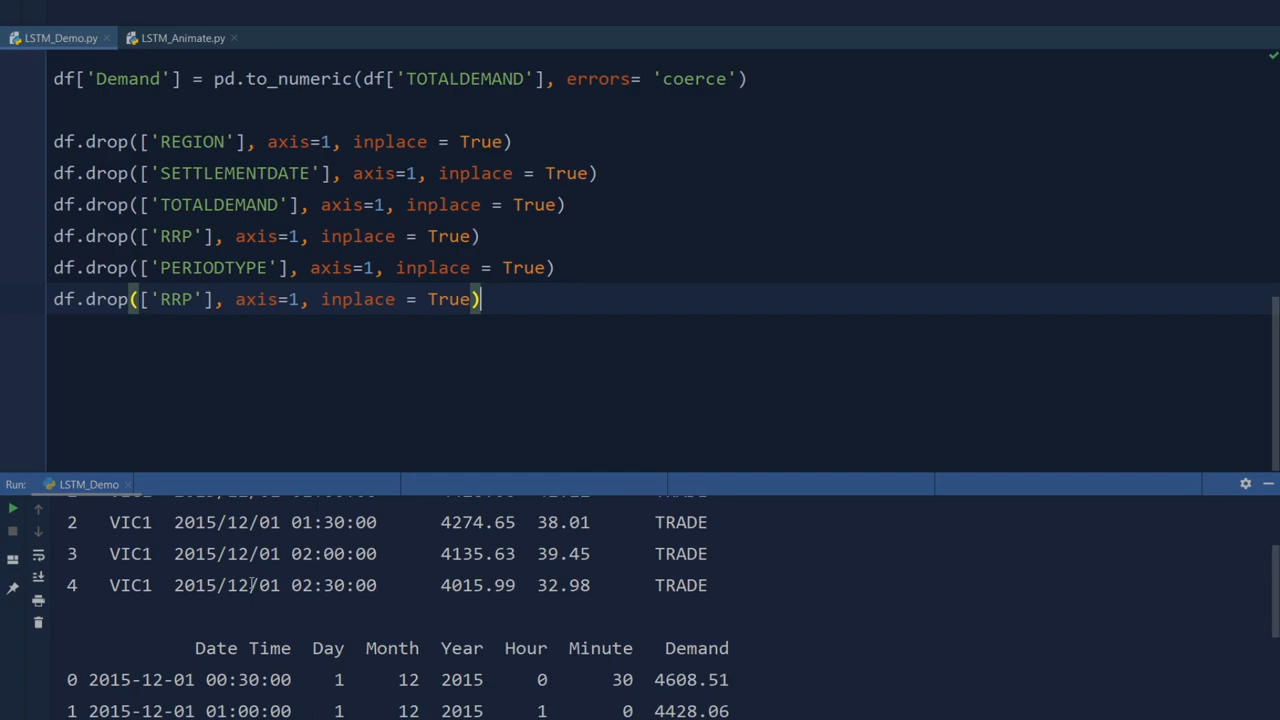 LSTM_Demo.py × LSTM_Animate.py ×
df['Demand'] = pd.to_numeric(df['TOTALDEMAND'], errors= 'coerce')
df.drop(['REGION'], axis=1, inplace = True)
df.drop(['SETTLEMENTDATE'], axis=1, inplace = True)
df.drop(['TOTALDEMAND'], axis=1, inplace = True)
df.drop(['RRP'], axis=1, inplace = True)
df.drop(['PERIODTYPE'], axis=1, inplace = True)
df.drop(['RRP'], axis=1, inplace = True)
Run: LSTM_Demo ×
2 VIC1 2015/12/01 01:30:00 4274.65 38.01 TRADE
3 VIC1 2015/12/01 02:00:00 4135.63 39.45 TRADE
4 VIC1 2015/12/01 02:30:00 4015.99 32.98 TRADE
Date Time Day Month Year Hour Minute Demand
0 2015-12-01 00:30:00 1 12 2015 0 30 4608.51
1 2015-12-01 01:00:00 1 12 2015 1 0 4428.06